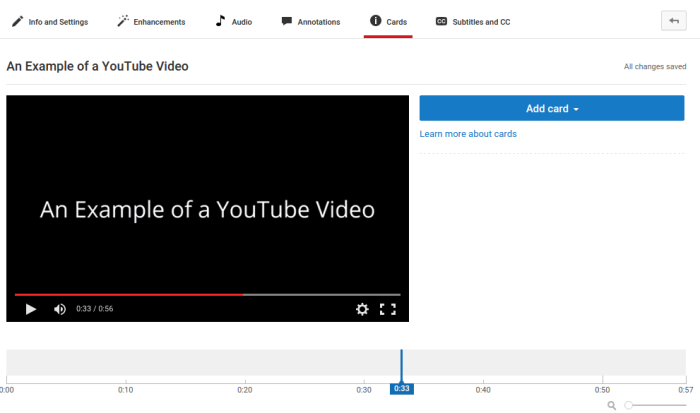 Info and Settings Enhancements Audio Annotations Cards CC Subtitles and CC
An Example of a YouTube Video
All changes saved
Add card
Learn more about cards
An Example of a YouTube Video
0:33 / 0:56
0:00 0:10 0:20 0:30 0:33 0:40 0:50 0:57